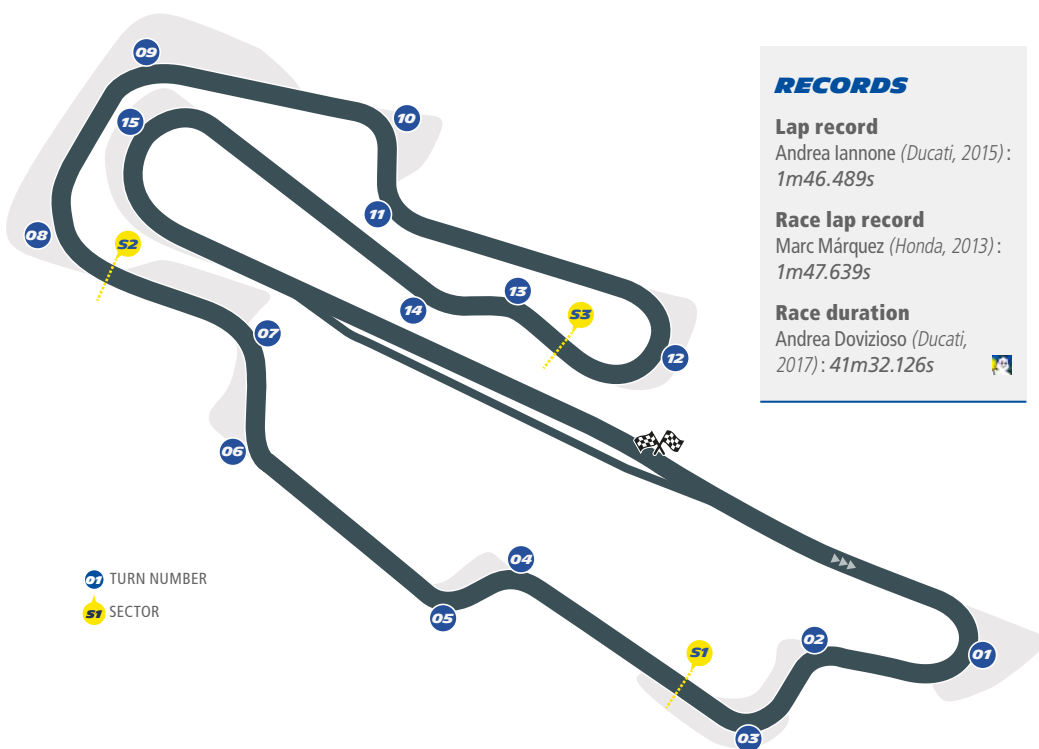 09
15
10
RECORDS
Lap record
Andrea Iannone (Ducati, 2015) :
1m46.489s
Race lap record
Marc Márquez (Honda, 2013) :
1m47.639s
Race duration
Andrea Dovizioso (Ducati,
2017) : 41m32.126s
11
08
S2
13
14
S3
07
12
06
04
01 TURN NUMBER
S1 SECTOR
05
02
S1
01
03